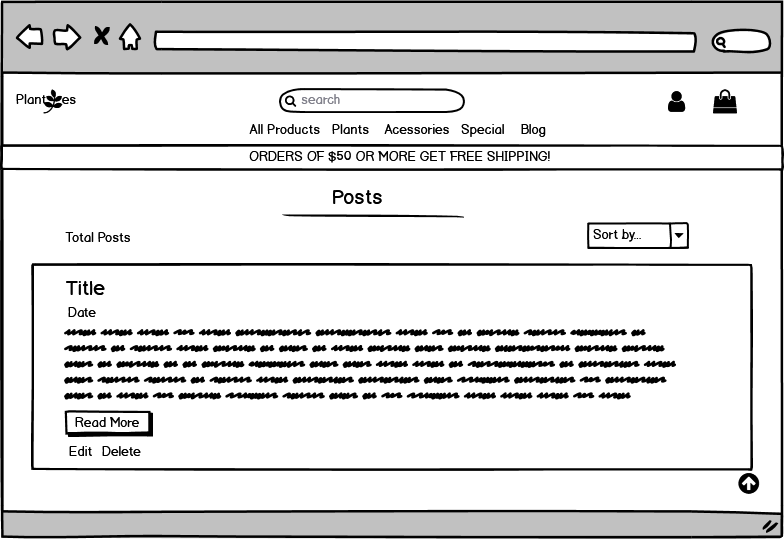 Plant es
search
All Products Plants Acessories Special Blog
ORDERS OF $50 OR MORE GET FREE SHIPPING!
Posts
Total Posts
Sort by...
Title
Date
Read More
Edit Delete